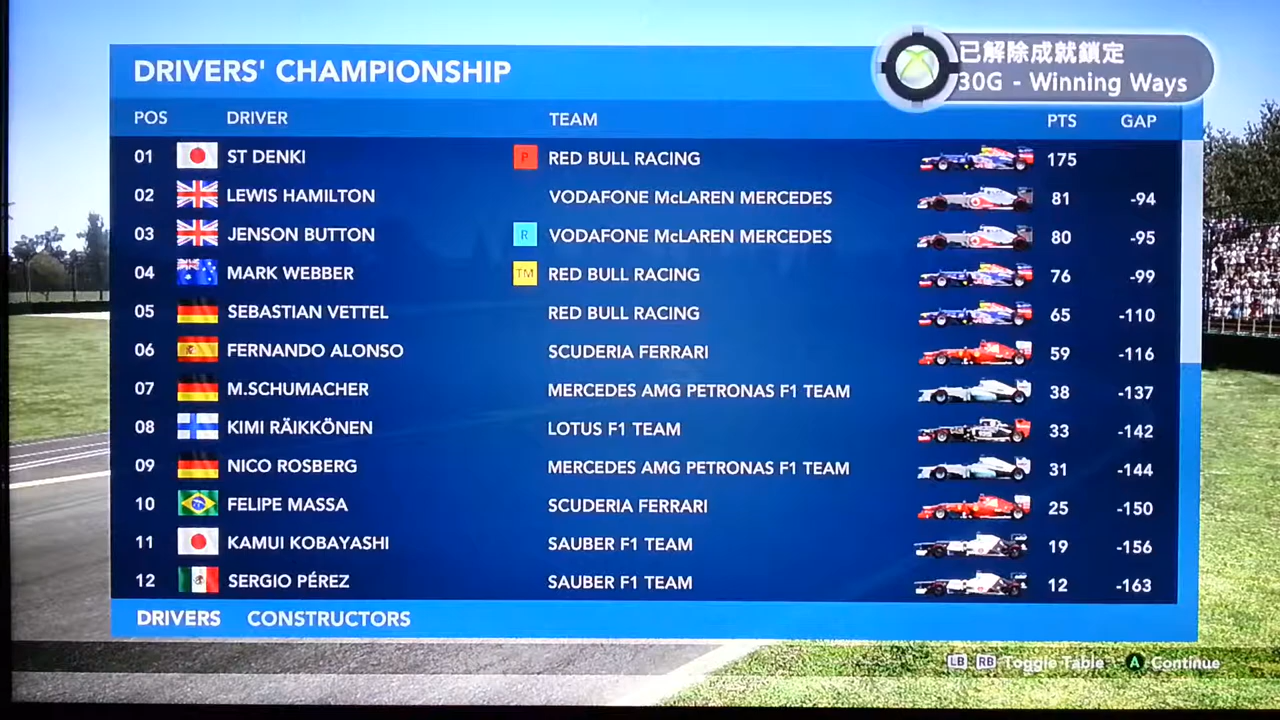 已解除成就鎖定
30G - Winning Ways
DRIVERS' CHAMPIONSHIP
POS DRIVER TEAM PTS GAP
01 ST DENKI P RED BULL RACING 175
02 LEWIS HAMILTON VODAFONE McLAREN MERCEDES 81 -94
03 JENSON BUTTON R VODAFONE McLAREN MERCEDES 80 -95
04 MARK WEBBER TM RED BULL RACING 76 -99
05 SEBASTIAN VETTEL RED BULL RACING 65 -110
06 FERNANDO ALONSO SCUDERIA FERRARI 59 -116
07 M.SCHUMACHER MERCEDES AMG PETRONAS F1 TEAM 38 -137
08 KIMI RÄIKKÖNEN LOTUS F1 TEAM 33 -142
09 NICO ROSBERG MERCEDES AMG PETRONAS F1 TEAM 31 -144
10 FELIPE MASSA SCUDERIA FERRARI 25 -150
11 KAMUI KOBAYASHI SAUBER F1 TEAM 19 -156
12 SERGIO PÉREZ SAUBER F1 TEAM 12 -163
DRIVERS CONSTRUCTORS
LB RB Toggle Table A Continue